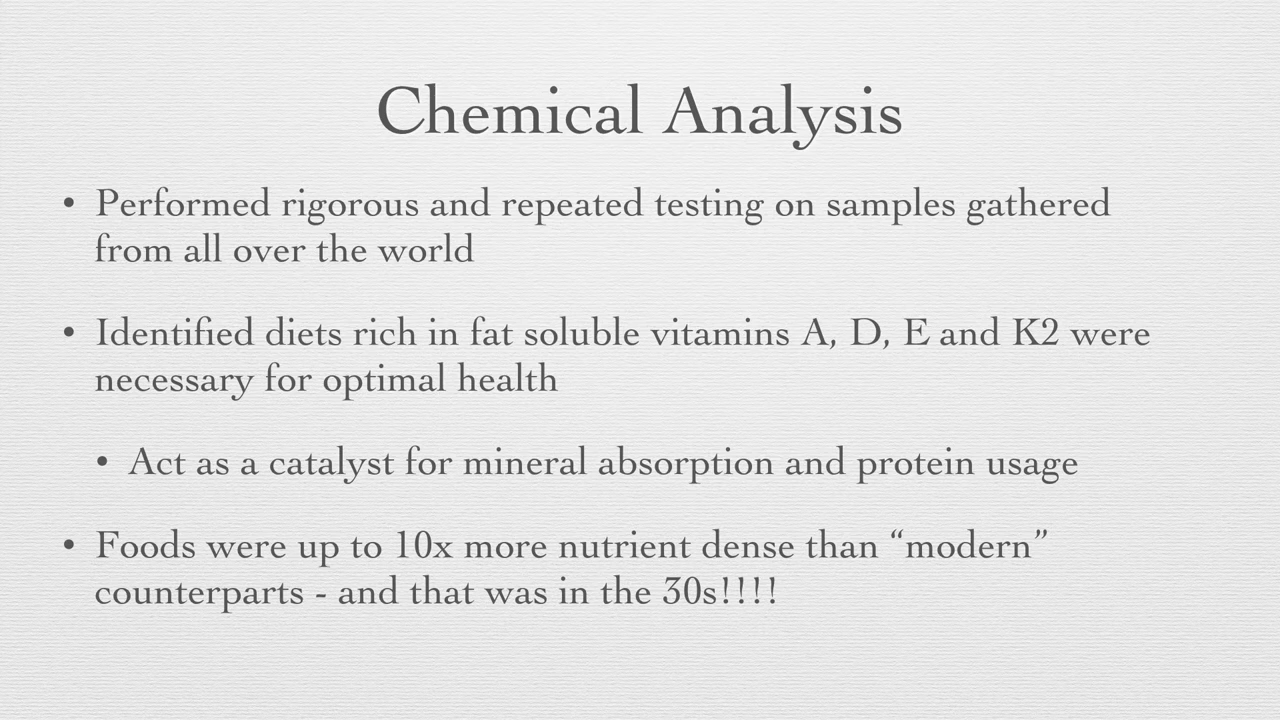 Chemical Analysis
• Performed rigorous and repeated testing on samples gathered
from all over the world
• Identified diets rich in fat soluble vitamins A, D, E and K2 were
necessary for optimal health
• Act as a catalyst for mineral absorption and protein usage
• Foods were up to 10x more nutrient dense than “modern”
counterparts - and that was in the 30s!!!!